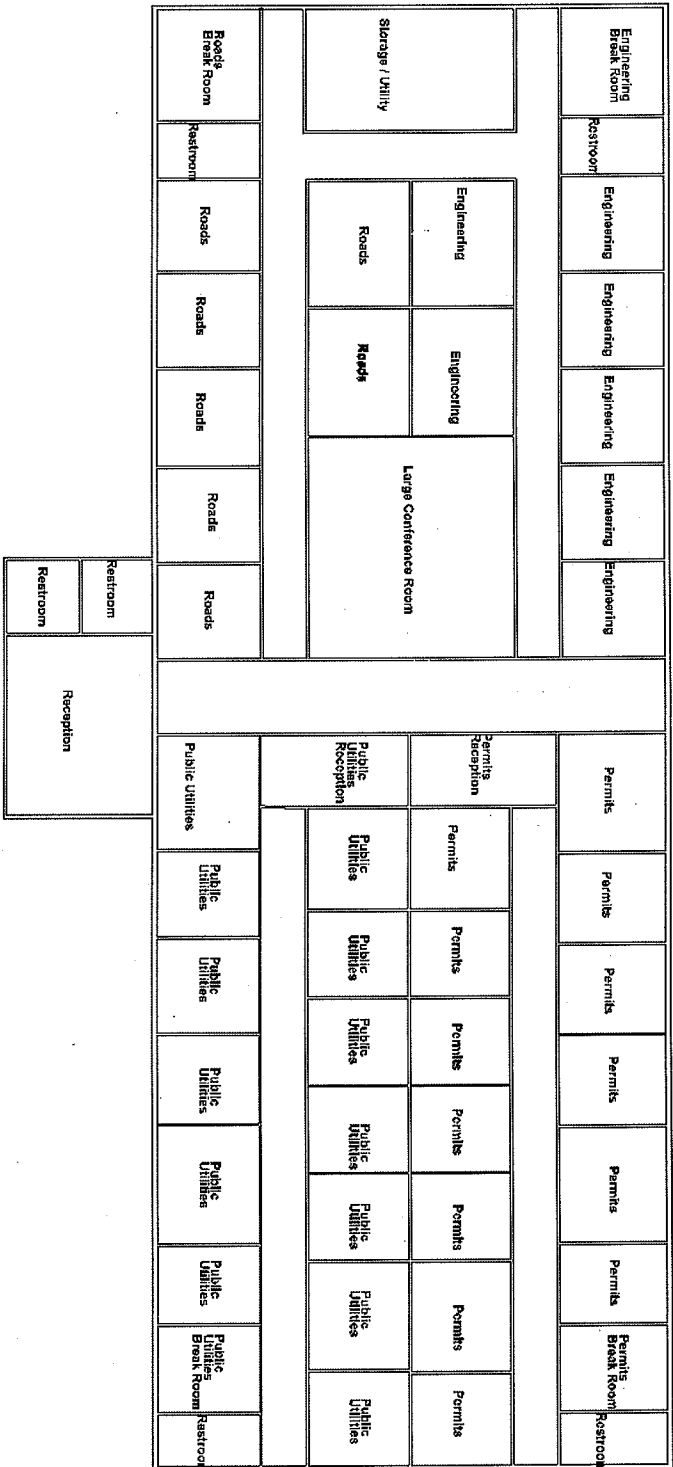 Engineering
Break Room
Restroom
Engineering
Engineering
Engineering
Engineering
Engineering
Permits
Permits
Permits
Permits
Permits
Permits
Permits
Break Room
Restroom
Storage / Utility
Engineering
Engineering
Large Conference Room
Permits
Reception
Permits
Permits
Permits
Permits
Permits
Permits
Permits
Roads
Roads
Public
Utilities
Reception
Public
Utilities
Public
Utilities
Public
Utilities
Public
Utilities
Public
Utilities
Public
Utilities
Public
Utilities
Roads
Break Room
Restroom
Roads
Roads
Roads
Roads
Roads
Public Utilities
Public
Utilities
Public
Utilities
Public
Utilities
Public
Utilities
Public
Utilities
Public
Utilities
Break Room
Restroom
Restroom
Restroom
Reception